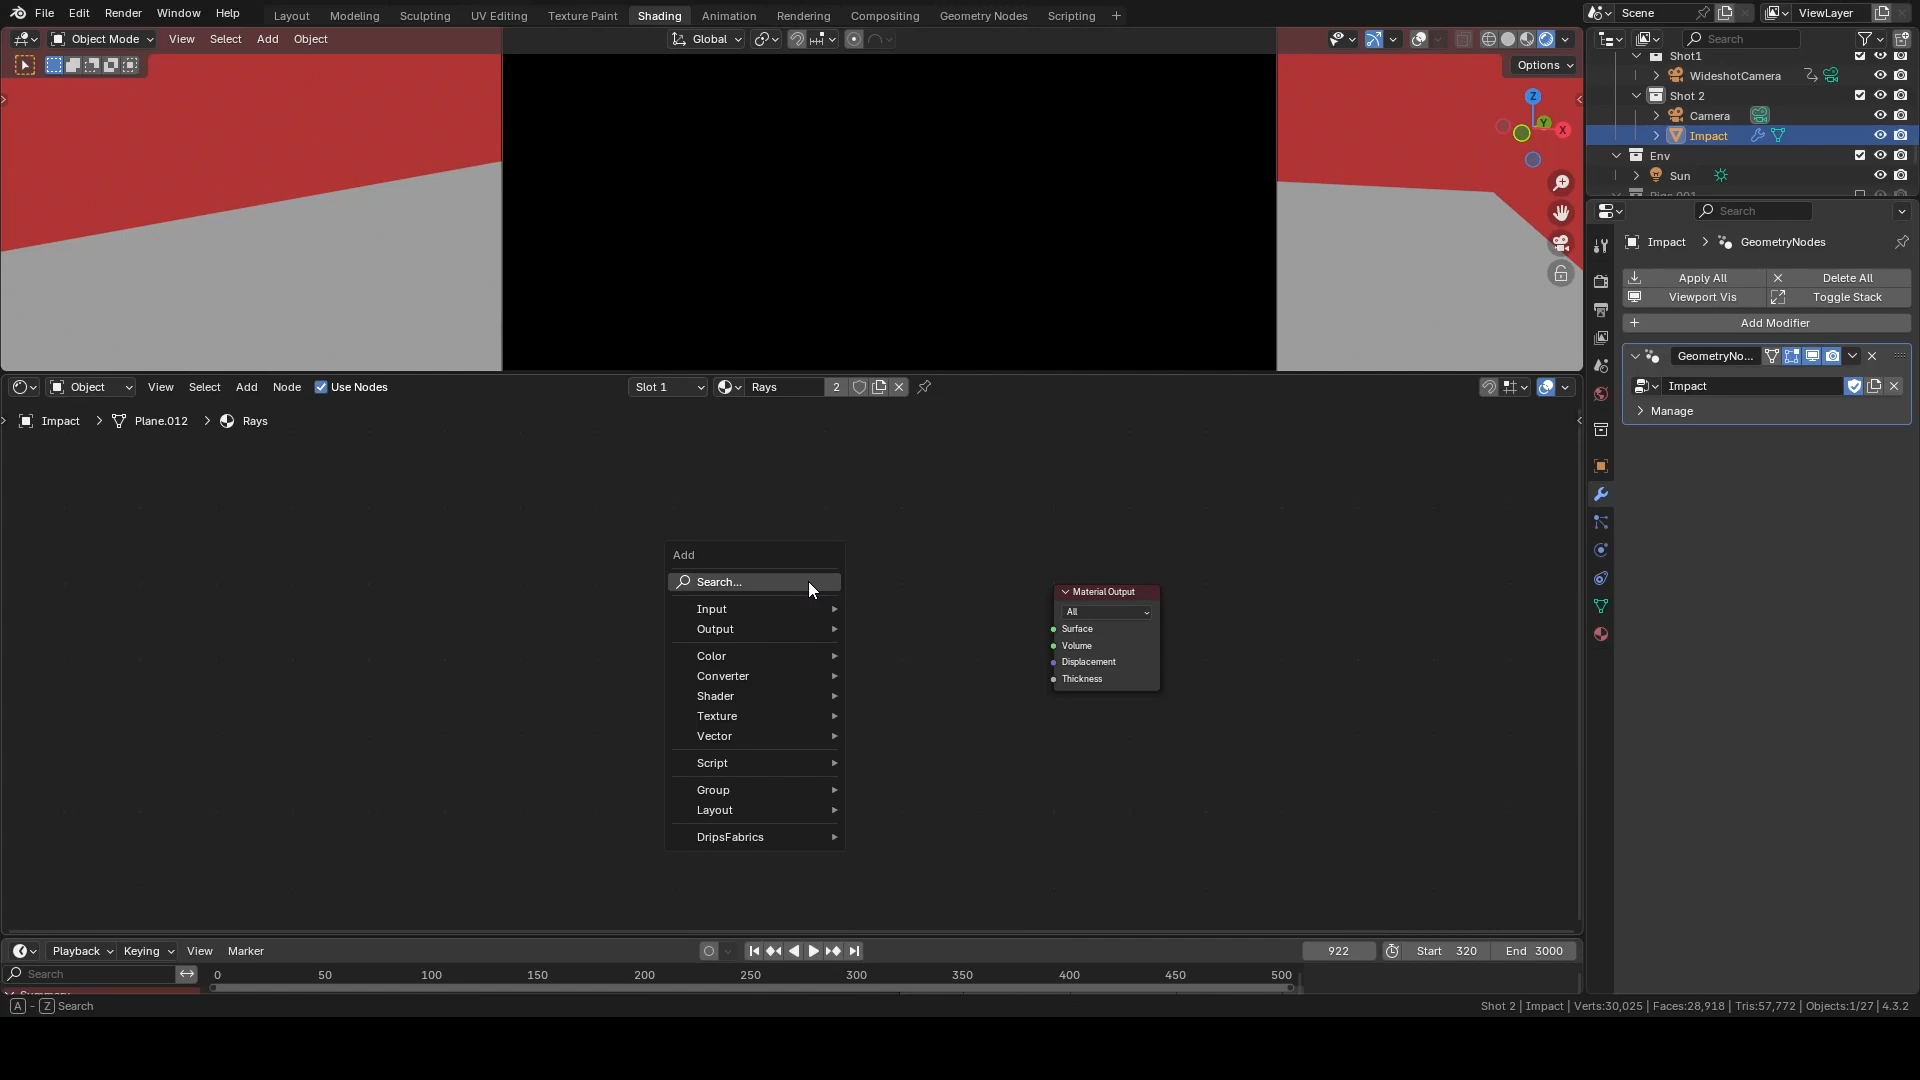 File Edit Render Window Help Layout Modeling Sculpting UV Editing Texture Paint Shading Animation Rendering Compositing Geometry Nodes Scripting + Scene ViewLayer
Object Mode View Select Add Object Global Search
Options
Shot1
WideshotCamera
Shot 2
Camera
Impact
Env
Sun
Z
Y
X
Search
Impact > GeometryNodes
Apply All Delete All
Viewport Vis Toggle Stack
Add Modifier
GeometryNo...
Impact
Manage
Object View Select Add Node Use Nodes Slot 1 Rays 2
Impact > Plane.012 > Rays
Add
Search...
Input
Output
Color
Converter
Shader
Texture
Vector
Script
Group
Layout
DripsFabrics
Material Output
All
Surface
Volume
Displacement
Thickness
Playback Keying View Marker 922 Start 320 End 3000
Search 0 50 100 150 200 250 300 350 400 450 500
A - Z Search Shot 2 | Impact | Verts:30,025 | Faces:28,918 | Tris:57,772 | Objects:1/27 | 4.3.2